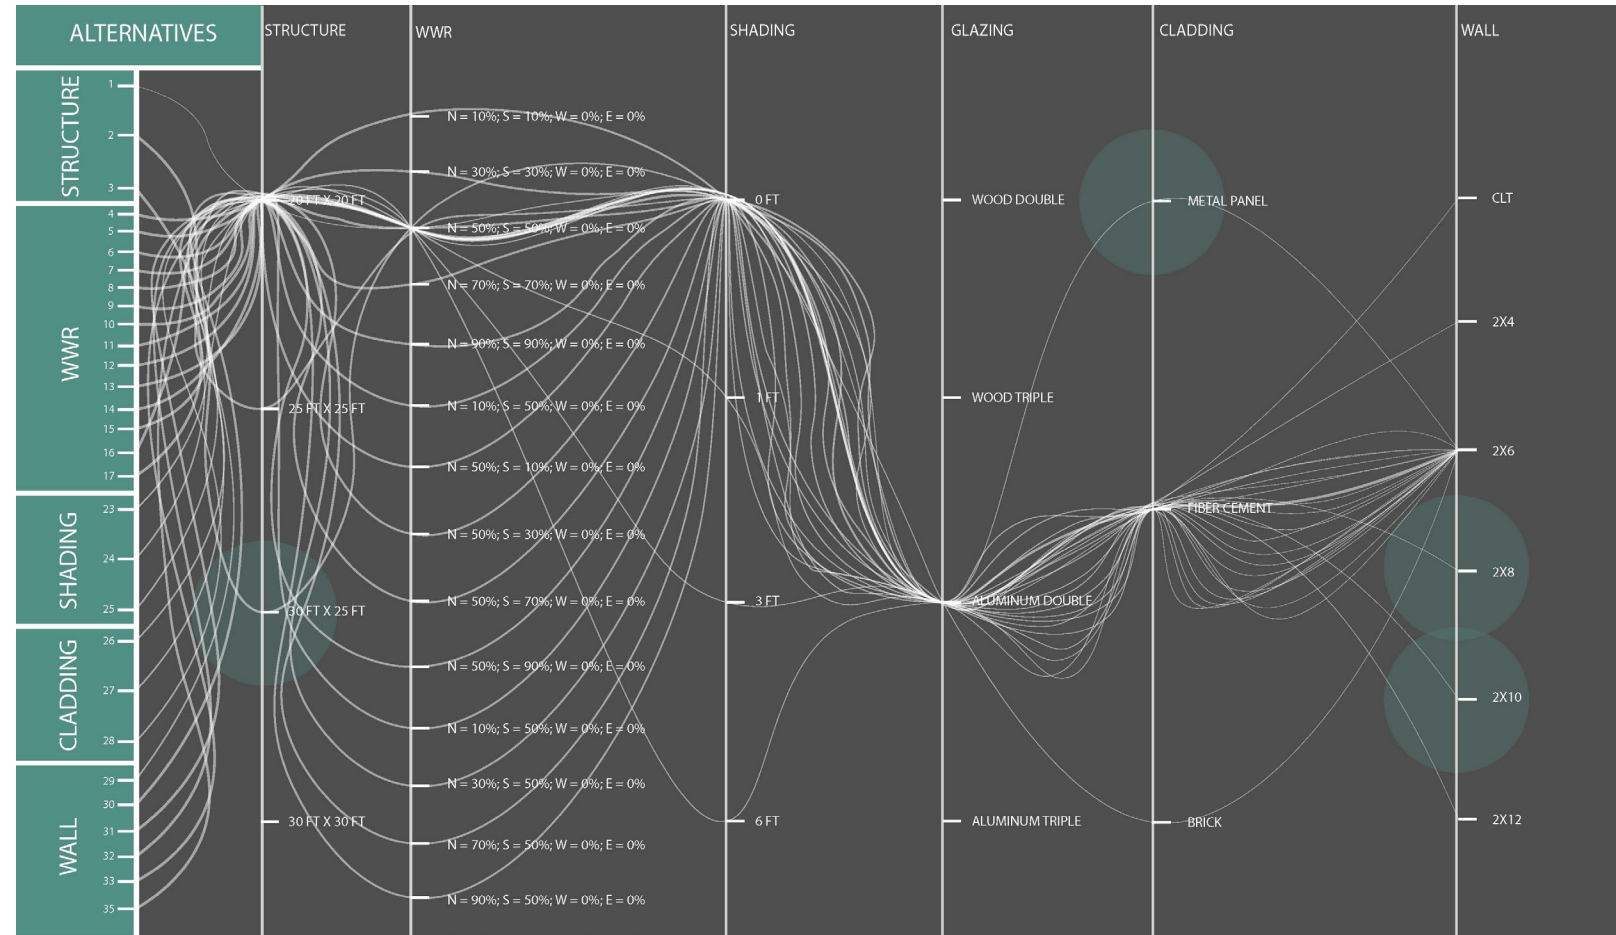 ALTERNATIVES
STRUCTURE
WWR
SHADING
GLAZING
CLADDING
WALL
STRUCTURE
1
2
3
WWR
4
5
6
7
8
9
10
11
12
13
14
15
16
17
SHADING
23
24
25
CLADDING
26
27
28
WALL
29
30
31
32
33
35
20 FT X 20 FT
25 FT X 25 FT
30 FT X 25 FT
30 FT X 30 FT
N = 10%; S = 10%; W = 0%; E = 0%
N = 30%; S = 30%; W = 0%; E = 0%
N = 50%; S = 50%; W = 0%; E = 0%
N = 70%; S = 70%; W = 0%; E = 0%
N = 90%; S = 90%; W = 0%; E = 0%
N = 10%; S = 50%; W = 0%; E = 0%
N = 50%; S = 10%; W = 0%; E = 0%
N = 50%; S = 30%; W = 0%; E = 0%
N = 50%; S = 70%; W = 0%; E = 0%
N = 50%; S = 90%; W = 0%; E = 0%
N = 10%; S = 50%; W = 0%; E = 0%
N = 30%; S = 50%; W = 0%; E = 0%
N = 70%; S = 50%; W = 0%; E = 0%
N = 90%; S = 50%; W = 0%; E = 0%
0 FT
1 FT
3 FT
6 FT
WOOD DOUBLE
WOOD TRIPLE
ALUMINUM DOUBLE
ALUMINUM TRIPLE
METAL PANEL
FIBER CEMENT
BRICK
CLT
2X4
2X6
2X8
2X10
2X12